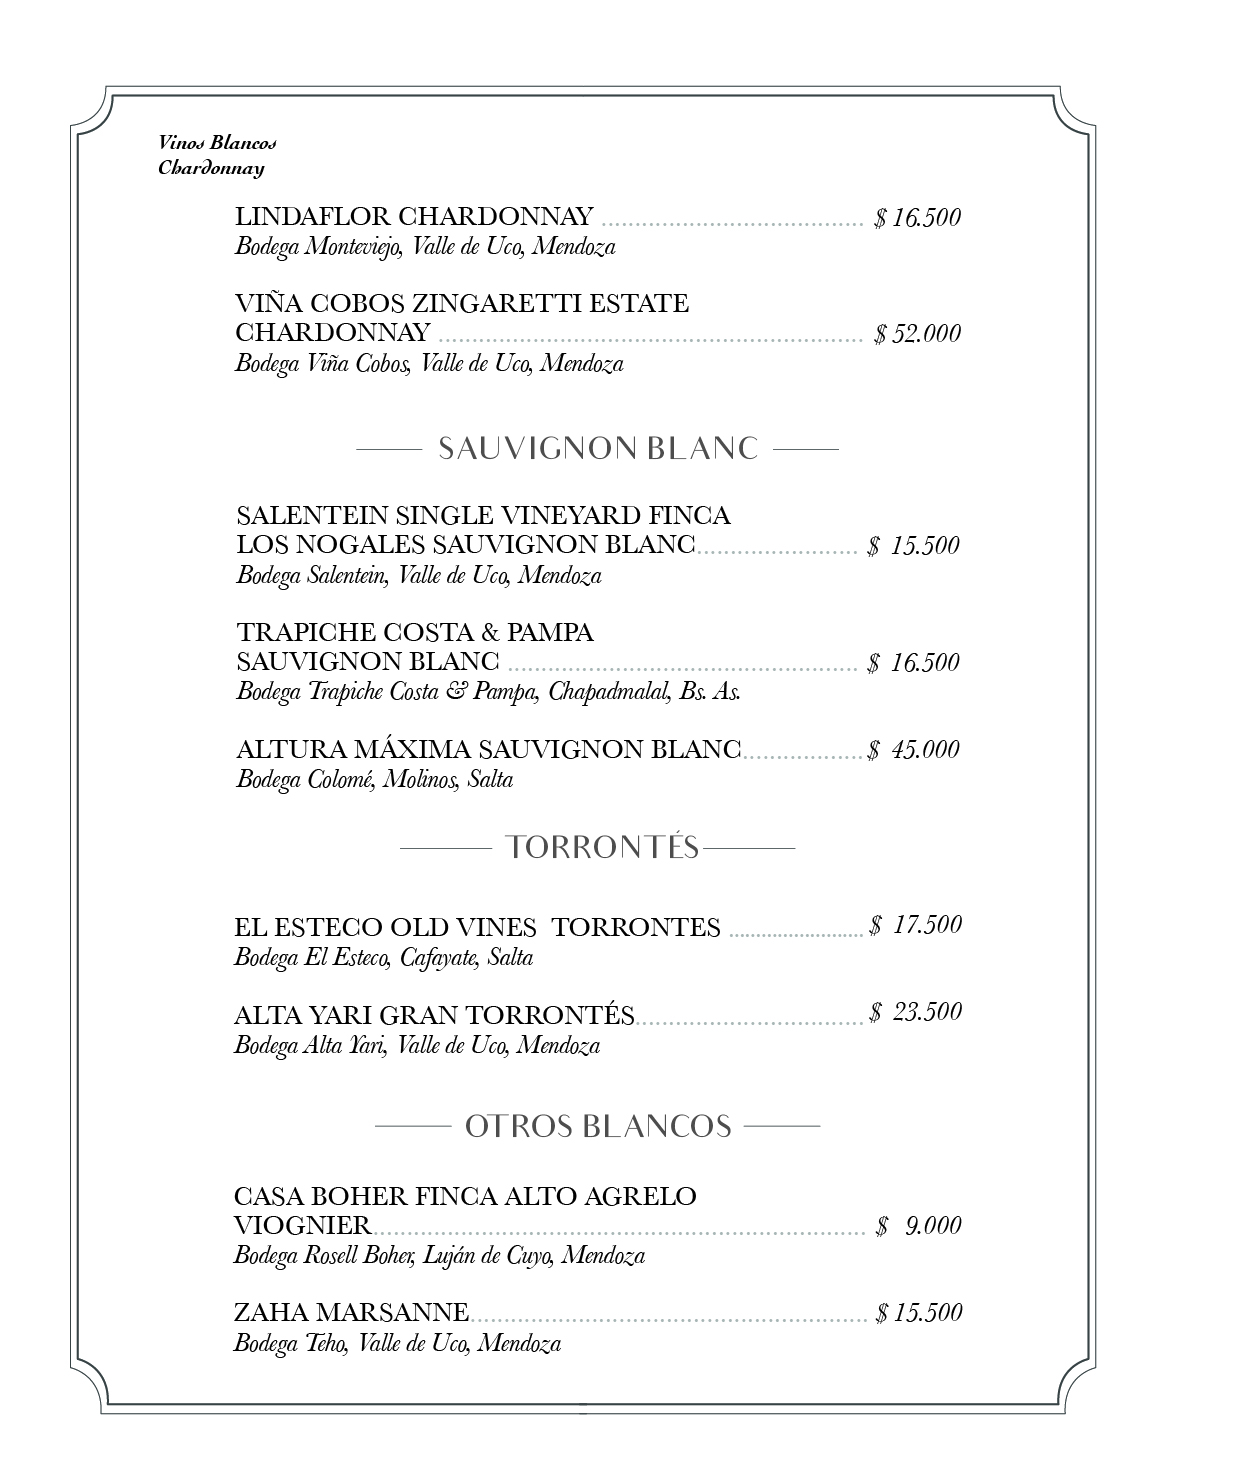 Vinos Blancos
Chardonnay
LINDAFLOR CHARDONNAY ........................................ $ 16.500
Bodega Monteviejo, Valle de Uco, Mendoza
VIÑA COBOS ZINGARETTI ESTATE
CHARDONNAY ................................................................ $ 52.000
Bodega Viña Cobos, Valle de Uco, Mendoza
SAUVIGNON BLANC
SALENTEIN SINGLE VINEYARD FINCA
LOS NOGALES SAUVIGNON BLANC........................ $ 15.500
Bodega Salentein, Valle de Uco, Mendoza
TRAPICHE COSTA & PAMPA
SAUVIGNON BLANC ..................................................... $ 16.500
Bodega Trapiche Costa & Pampa, Chapadmalal, Bs. As.
ALTURA MÁXIMA SAUVIGNON BLANC.................. $ 45.000
Bodega Colomé, Molinos, Salta
TORRONTÉS
EL ESTECO OLD VINES TORRONTES ........................ $ 17.500
Bodega El Esteco, Cafayate, Salta
ALTA YARI GRAN TORRONTÉS.................................. $ 23.500
Bodega Alta Yari, Valle de Uco, Mendoza
OTROS BLANCOS
CASA BOHER FINCA ALTO AGRELO
VIOGNIER.......................................................................... $ 9.000
Bodega Rosell Boher, Luján de Cuyo, Mendoza
ZAHA MARSANNE............................................................ $ 15.500
Bodega Teho, Valle de Uco, Mendoza